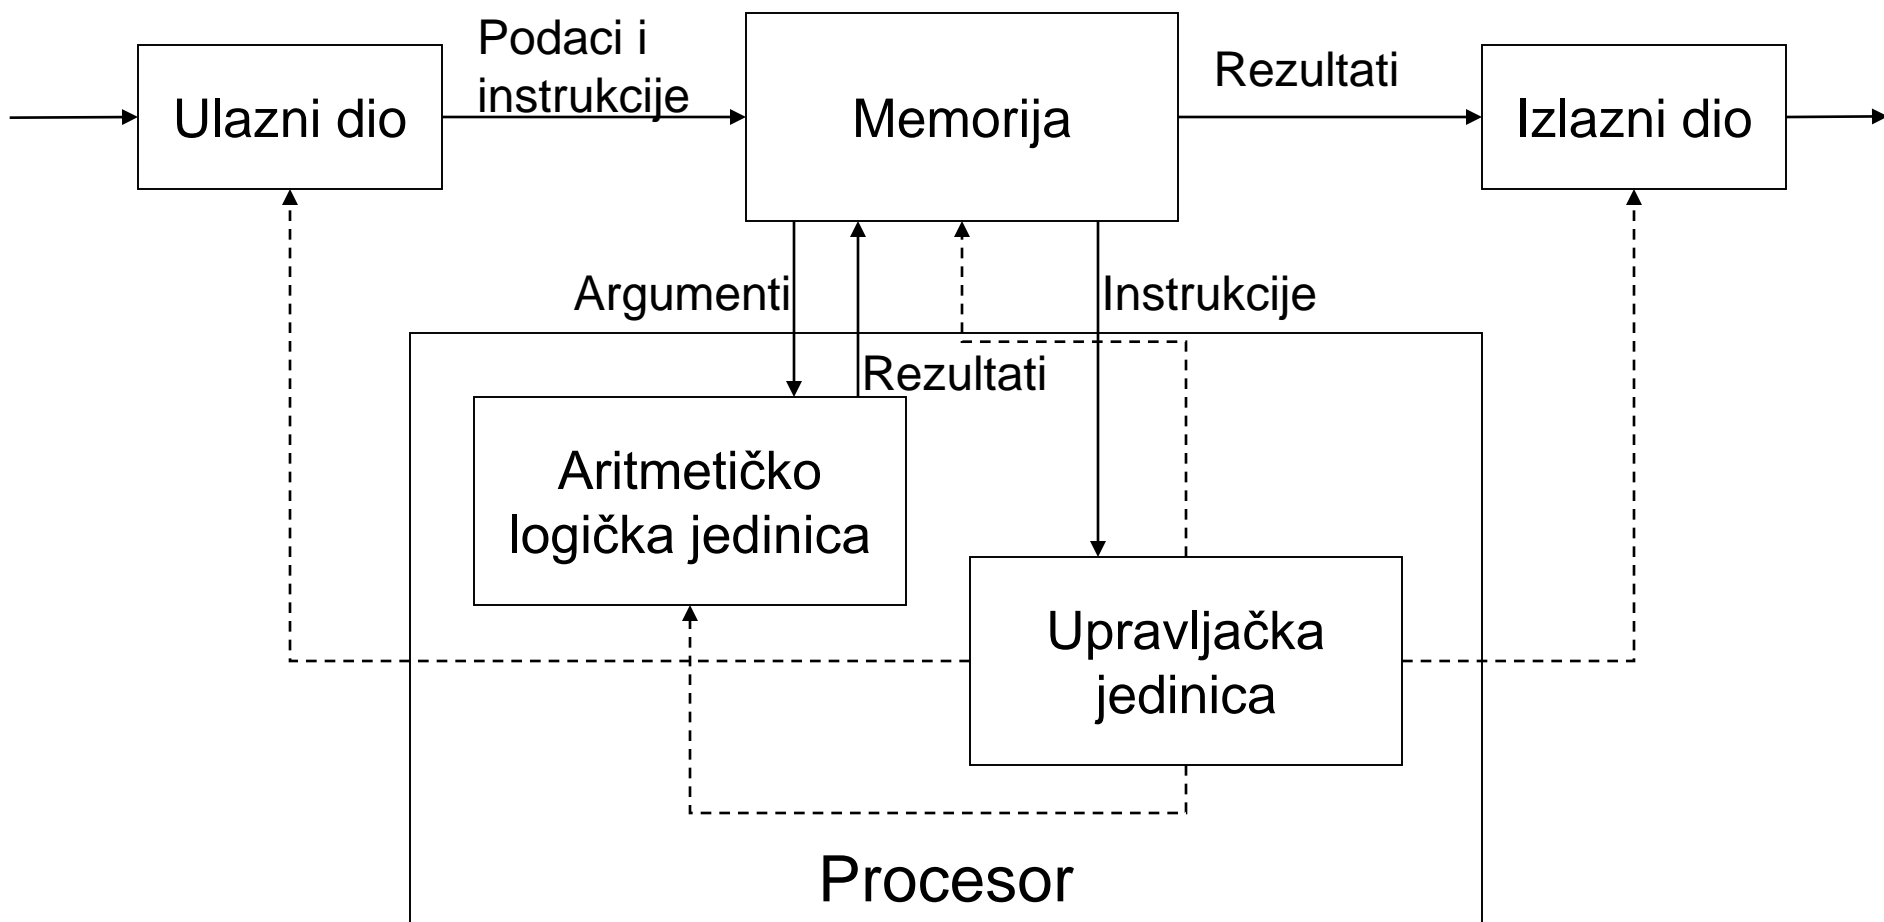 Podaci i
instrukcije
Ulazni dio
Memorija
Rezultati
Izlazni dio
Argumenti
Instrukcije
Rezultati
Aritmetičko
logička jedinica
Upravljačka
jedinica
Procesor